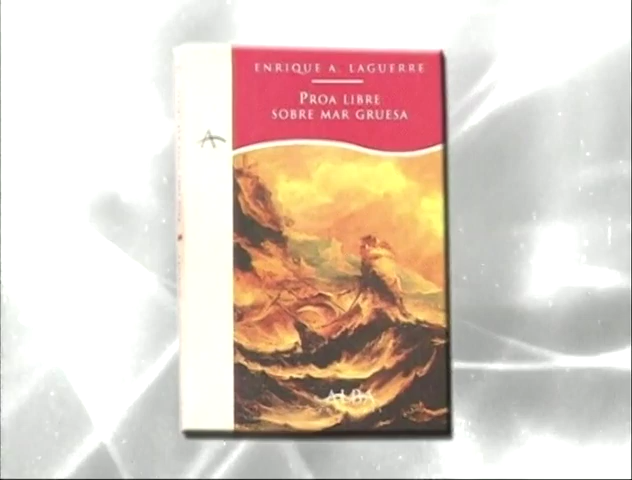 ENRIQUE A. LAGUERRE
PROA LIBRE
SOBRE MAR GRUESA
ALBA